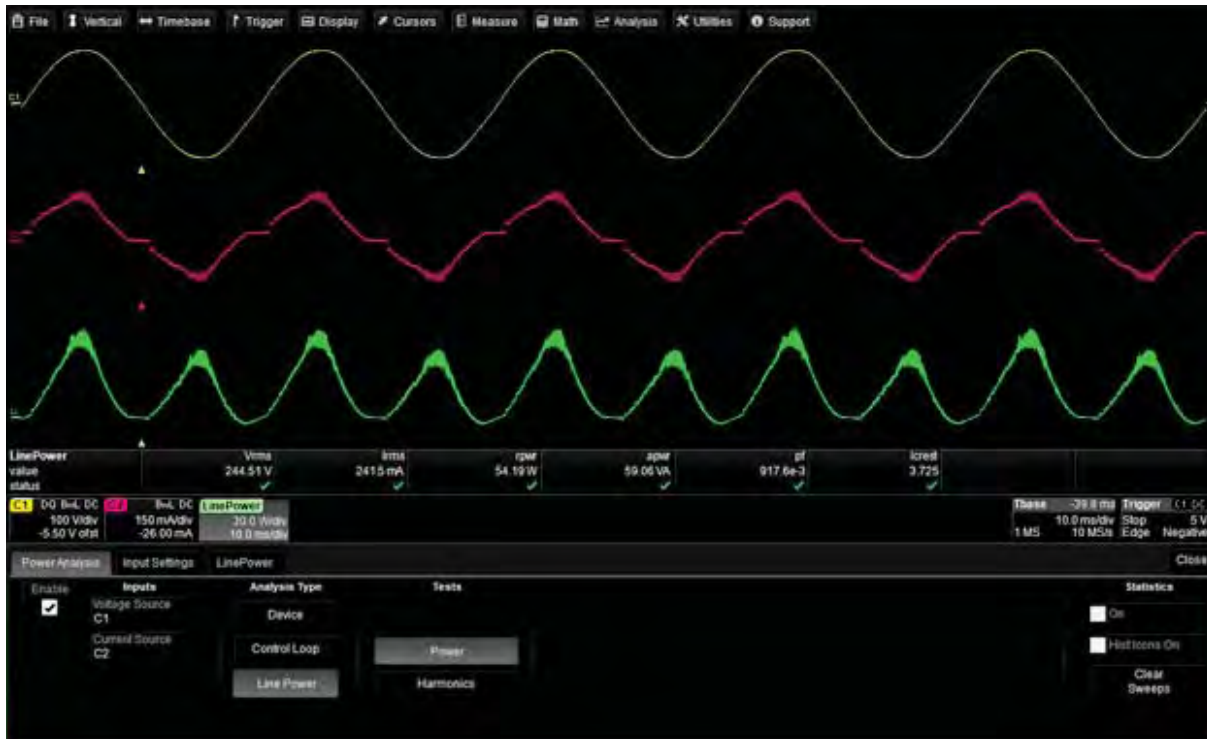 File Vertical Timebase Trigger Display Cursors Measure Math Analysis Utilities Support
C1
LinePower Vrms Irms rpwr apwr pf Icrest
value 244.51 V 241.5 mA 54.19 W 59.06 VA 917.6e-3 3.725
status
C1 DQ BwL DC C2 BwL DC LinePower Tbase -39.8 ms Trigger C1 DC
100 V/div 150 mA/div 30.0 W/div 10.0 ms/div Stop 5 V
-5.50 V ofst -26.00 mA 10.0 ms/div 1 MS 10 MS/s Edge Negative
Power Analysis Input Settings LinePower Close
Enable Inputs Analysis Type Tests Statistics
Voltage Source
C1
Device
On
Current Source
C2
Control Loop Power Hist Icons On
Line Power Harmonics Clear
Sweeps